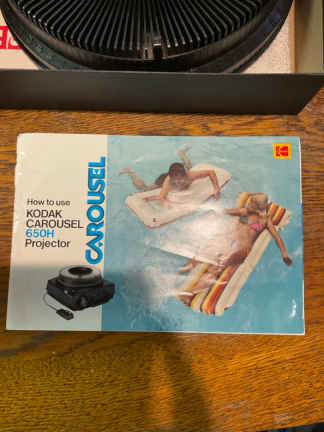 How to use
KODAK
CAROUSEL
650H
Projector
CAROUSEL